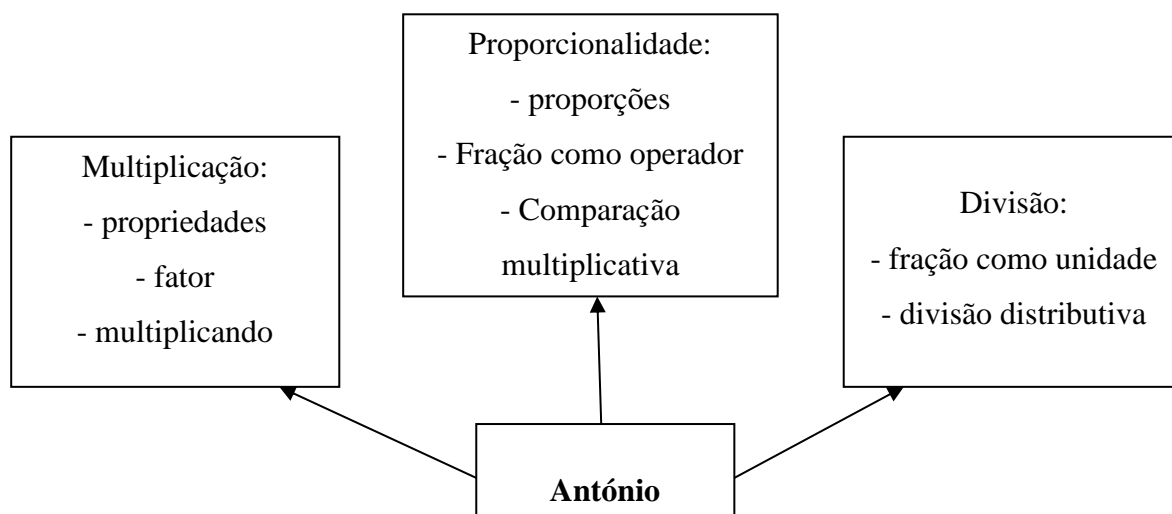 Multiplicação:
- propriedades
- fator
- multiplicando
Proporcionalidade:
- proporções
- Fração como operador
- Comparação
multiplicativa
Divisão:
- fração como unidade
- divisão distributiva
António